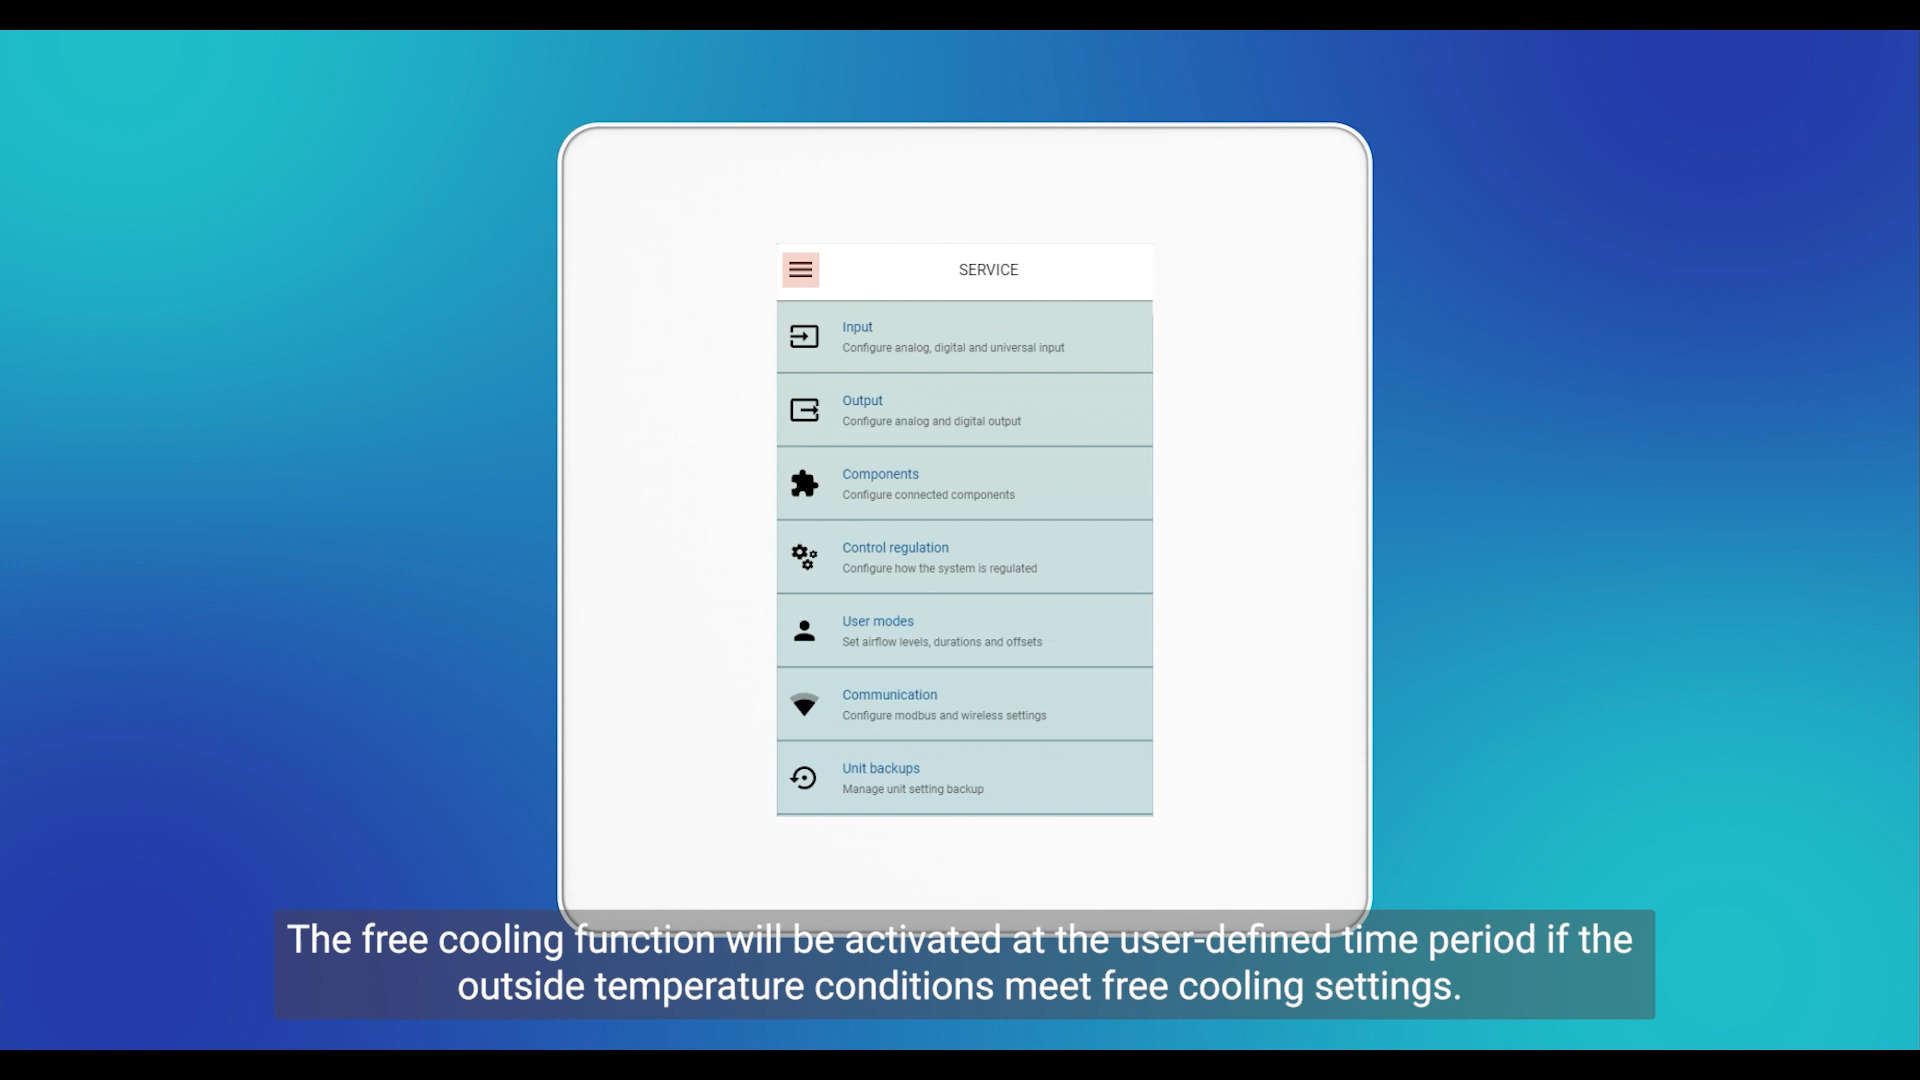 SERVICE
Input
Configure analog, digital and universal input
Output
Configure analog and digital output
Components
Configure connected components
Control regulation
Configure how the system is regulated
User modes
Set airflow levels, durations and offsets
Communication
Configure modbus and wireless settings
Unit backups
Manage unit setting backup
The free cooling function will be activated at the user-defined time period if the
outside temperature conditions meet free cooling settings.